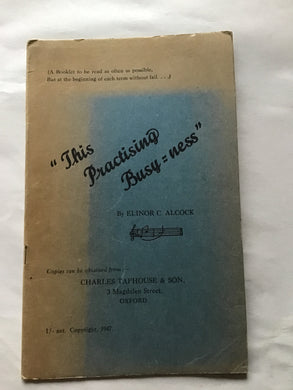 (A Booklet to be read as often as possible,
But at the beginning of each term without fail. . .)
"This
Practising
Busy=ness"
By ELINOR C. ALCOCK
Copies can be obtained from:—
CHARLES TAPHOUSE & SON,
3 Magdalen Street,
OXFORD
1/- net. Copyright, 1947